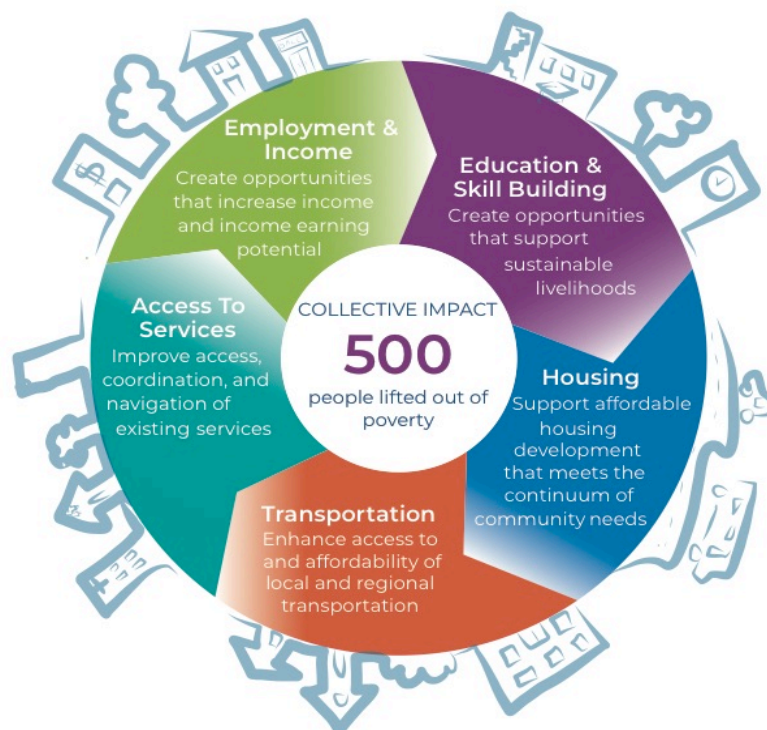 Employment &
Income
Create opportunities
that increase income
and income earning
potential
Education &
Skill Building
Create opportunities
that support
sustainable
livelihoods
Access To
Services
Improve access,
coordination, and
navigation of
existing services
COLLECTIVE IMPACT
500
people lifted out of
poverty
Housing
Support affordable
housing
development
that meets the
continuum of
community needs
Transportation
Enhance access to
and affordability of
local and regional
transportation
$